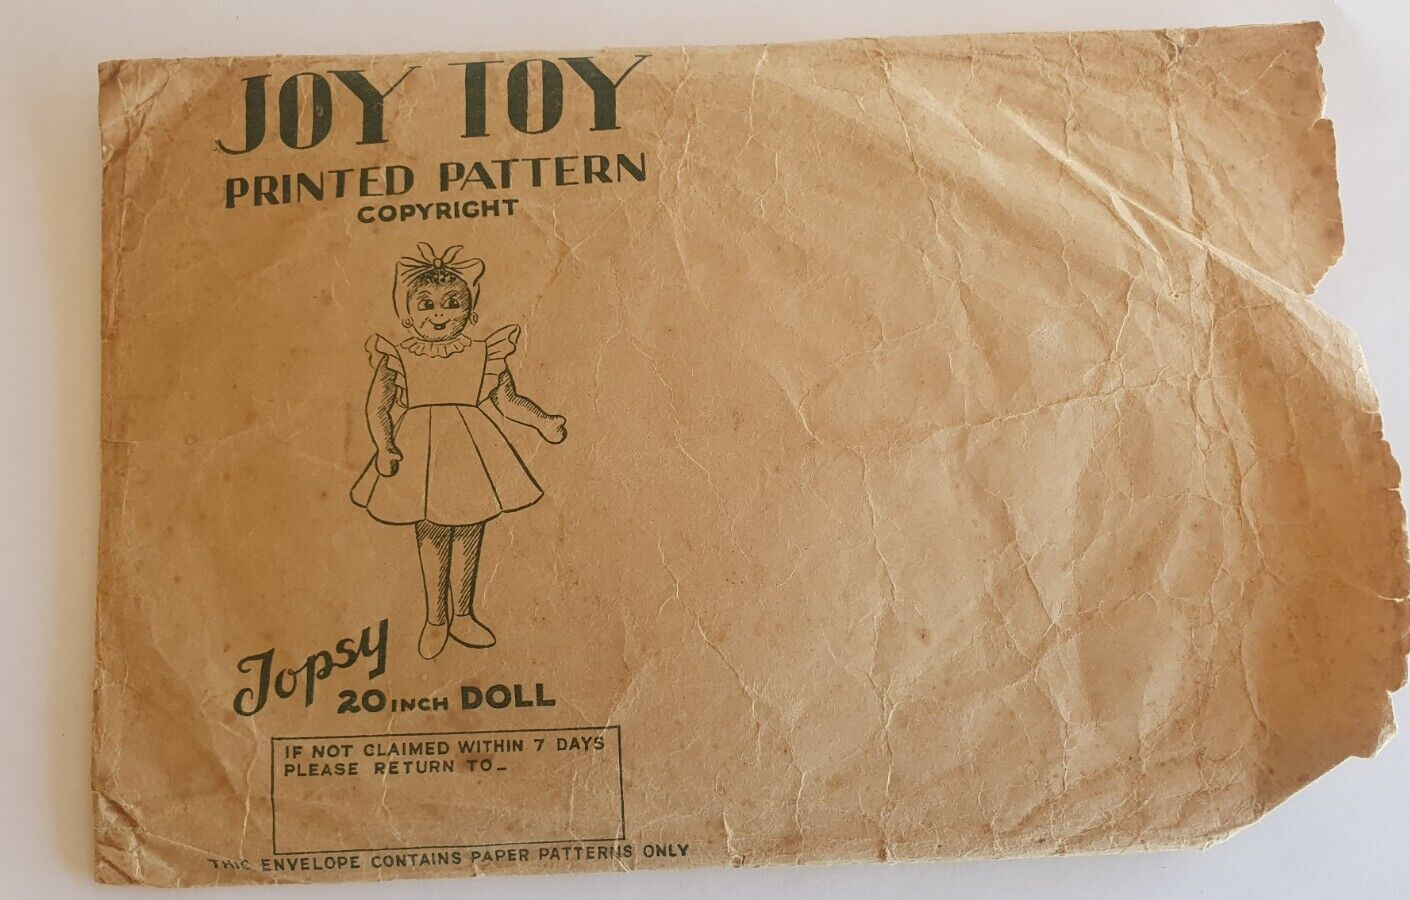 JOY TOY
PRINTED PATTERN
COPYRIGHT
Topsy
20 INCH DOLL
IF NOT CLAIMED WITHIN 7 DAYS
PLEASE RETURN TO_
THIS ENVELOPE CONTAINS PAPER PATTERNS ONLY